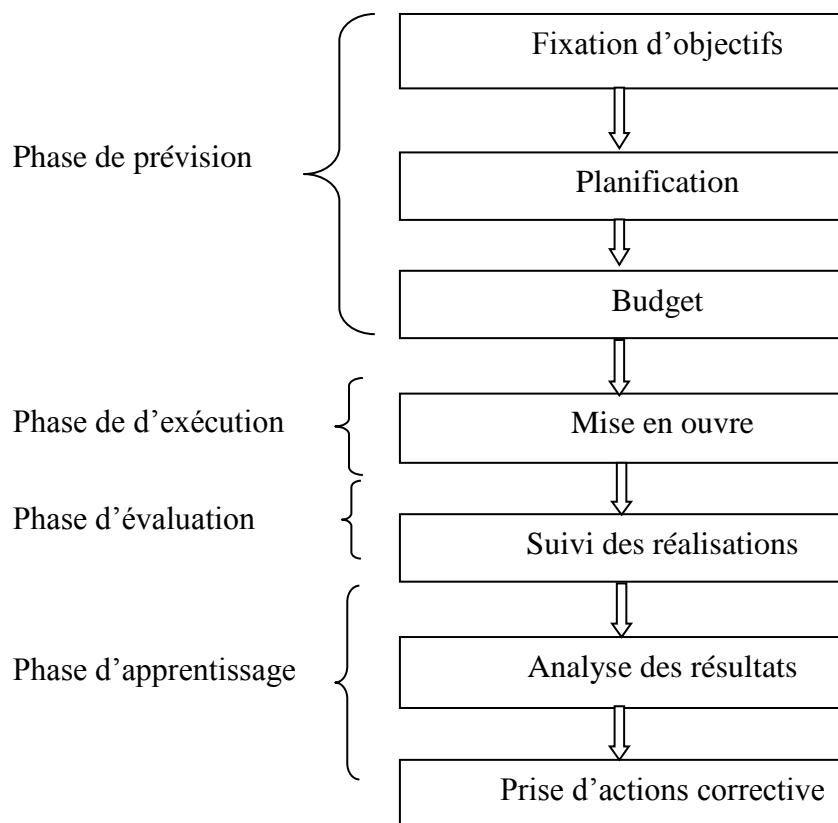 Fixation d’objectifs
Phase de prévision
Planification
Budget
Phase de d’exécution
Mise en ouvre
Phase d’évaluation
Suivi des réalisations
Phase d’apprentissage
Analyse des résultats
Prise d’actions corrective